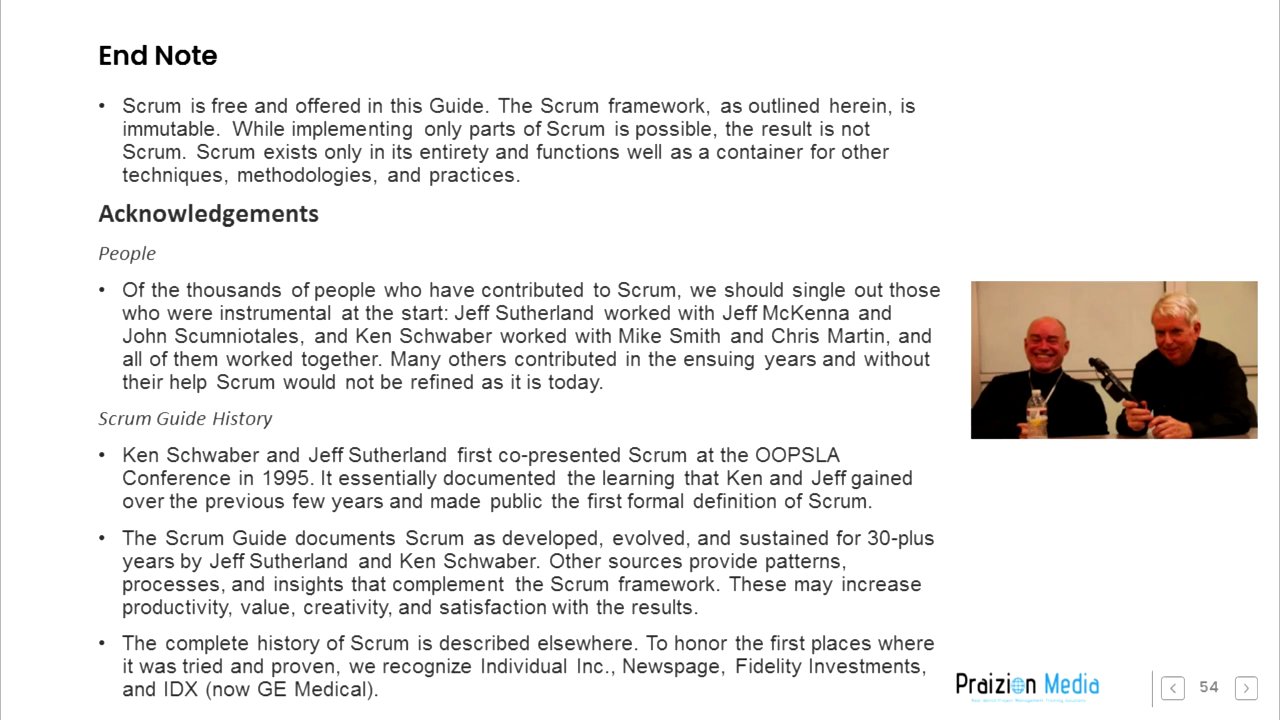 End Note
• Scrum is free and offered in this Guide. The Scrum framework, as outlined herein, is
immutable. While implementing only parts of Scrum is possible, the result is not
Scrum. Scrum exists only in its entirety and functions well as a container for other
techniques, methodologies, and practices.
Acknowledgements
People
• Of the thousands of people who have contributed to Scrum, we should single out those
who were instrumental at the start: Jeff Sutherland worked with Jeff McKenna and
John Scumniotales, and Ken Schwaber worked with Mike Smith and Chris Martin, and
all of them worked together. Many others contributed in the ensuing years and without
their help Scrum would not be refined as it is today.
Scrum Guide History
• Ken Schwaber and Jeff Sutherland first co-presented Scrum at the OOPSLA
Conference in 1995. It essentially documented the learning that Ken and Jeff gained
over the previous few years and made public the first formal definition of Scrum.
• The Scrum Guide documents Scrum as developed, evolved, and sustained for 30-plus
years by Jeff Sutherland and Ken Schwaber. Other sources provide patterns,
processes, and insights that complement the Scrum framework. These may increase
productivity, value, creativity, and satisfaction with the results.
• The complete history of Scrum is described elsewhere. To honor the first places where
it was tried and proven, we recognize Individual Inc., Newspage, Fidelity Investments,
and IDX (now GE Medical).
Praizion Media
54